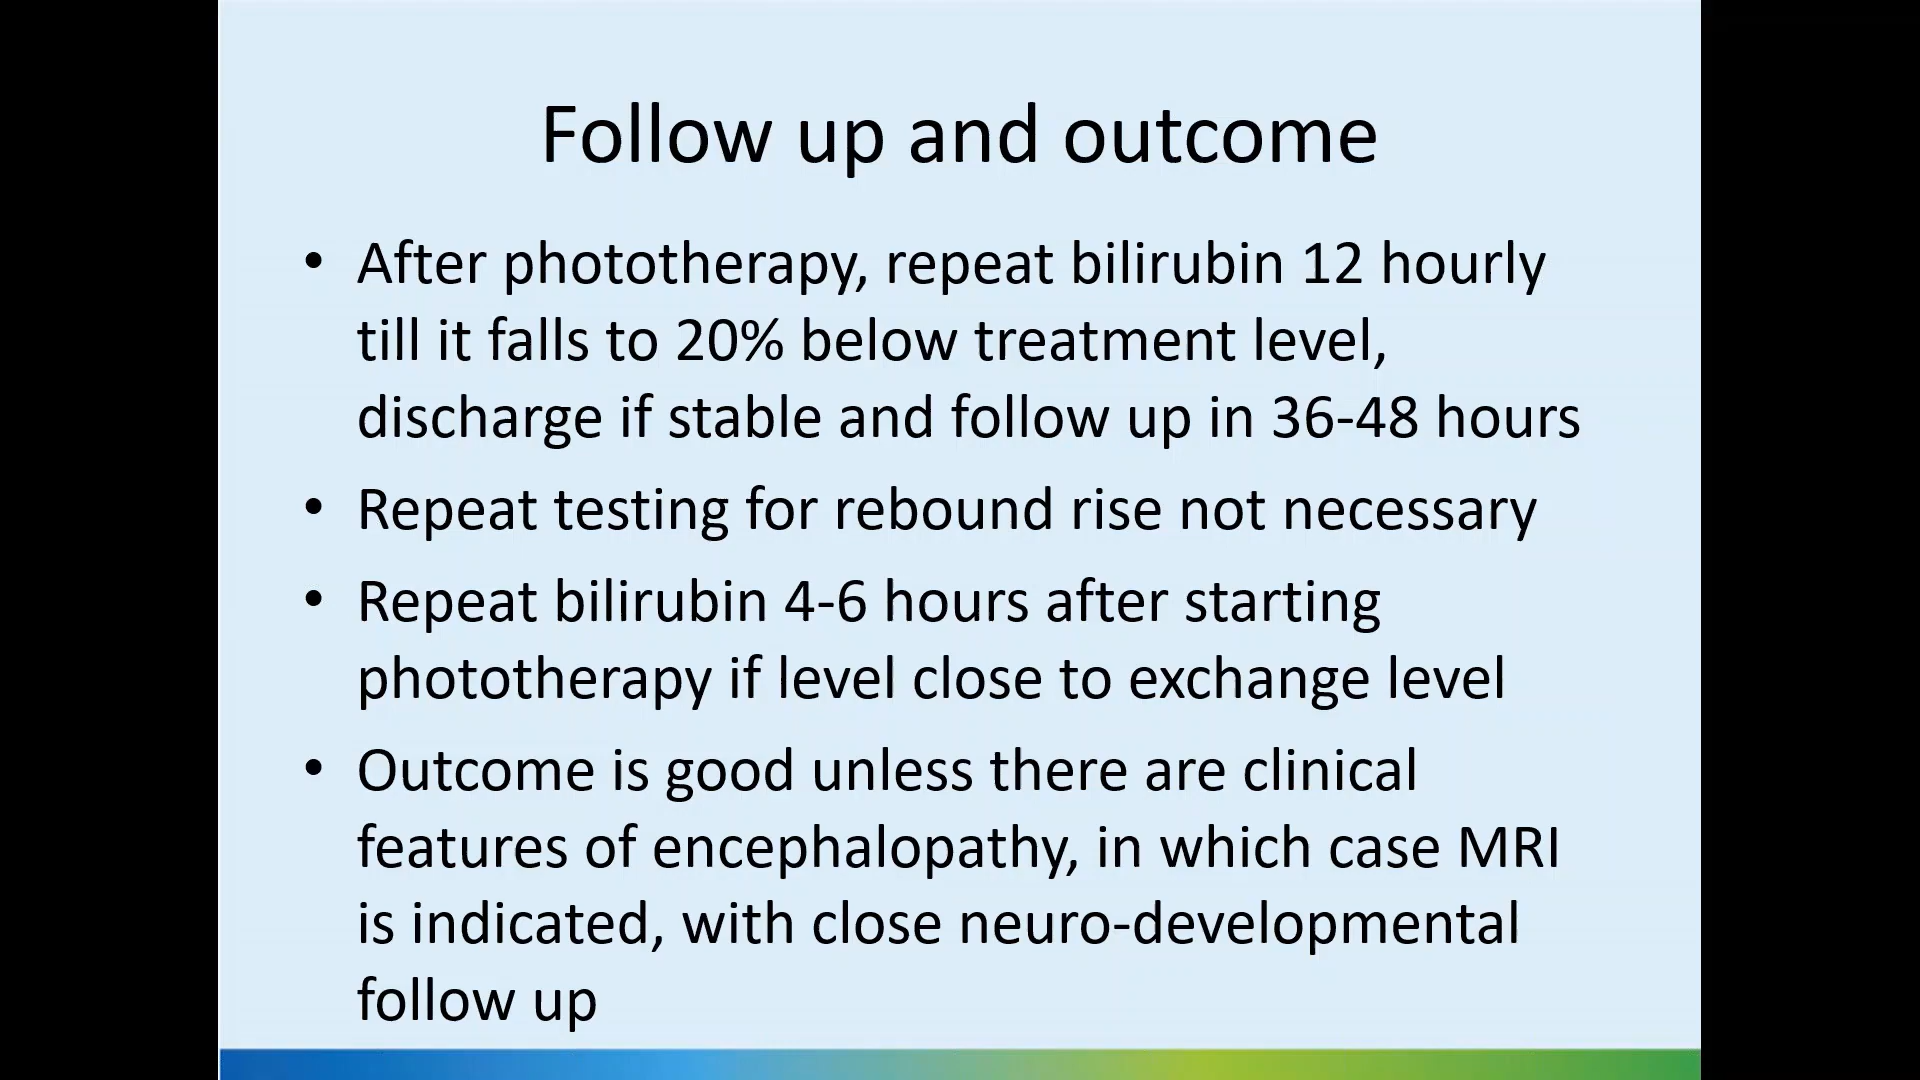 Follow up and outcome
• After phototherapy, repeat bilirubin 12 hourly
till it falls to 20% below treatment level,
discharge if stable and follow up in 36-48 hours
• Repeat testing for rebound rise not necessary
• Repeat bilirubin 4-6 hours after starting
phototherapy if level close to exchange level
• Outcome is good unless there are clinical
features of encephalopathy, in which case MRI
is indicated, with close neuro-developmental
follow up